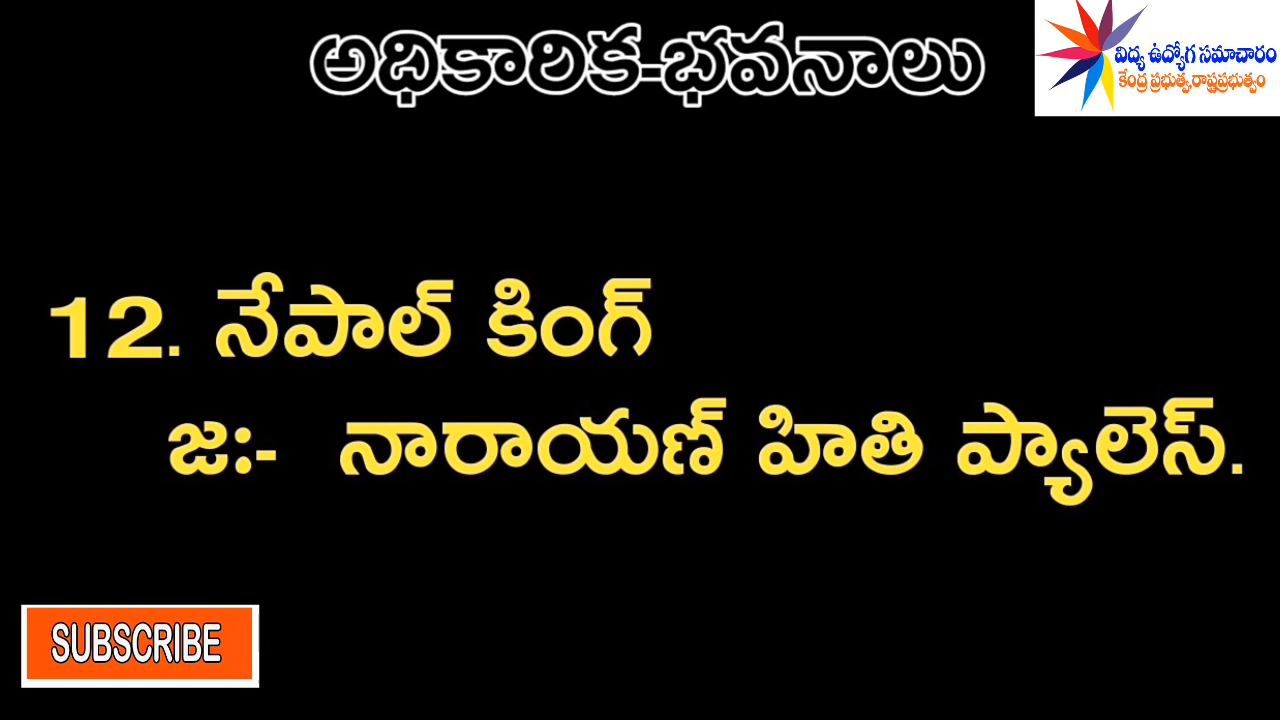 అధికారిక-భవనాలు
విద్య ఉద్యోగ సమాచారం
కేంద్ర ప్రభుత్వ,రాష్ట్రప్రభుత్వం
12. నేపాల్ కింగ్
జః- నారాయణ్ హితి ప్యాలెస్.
SUBSCRIBE